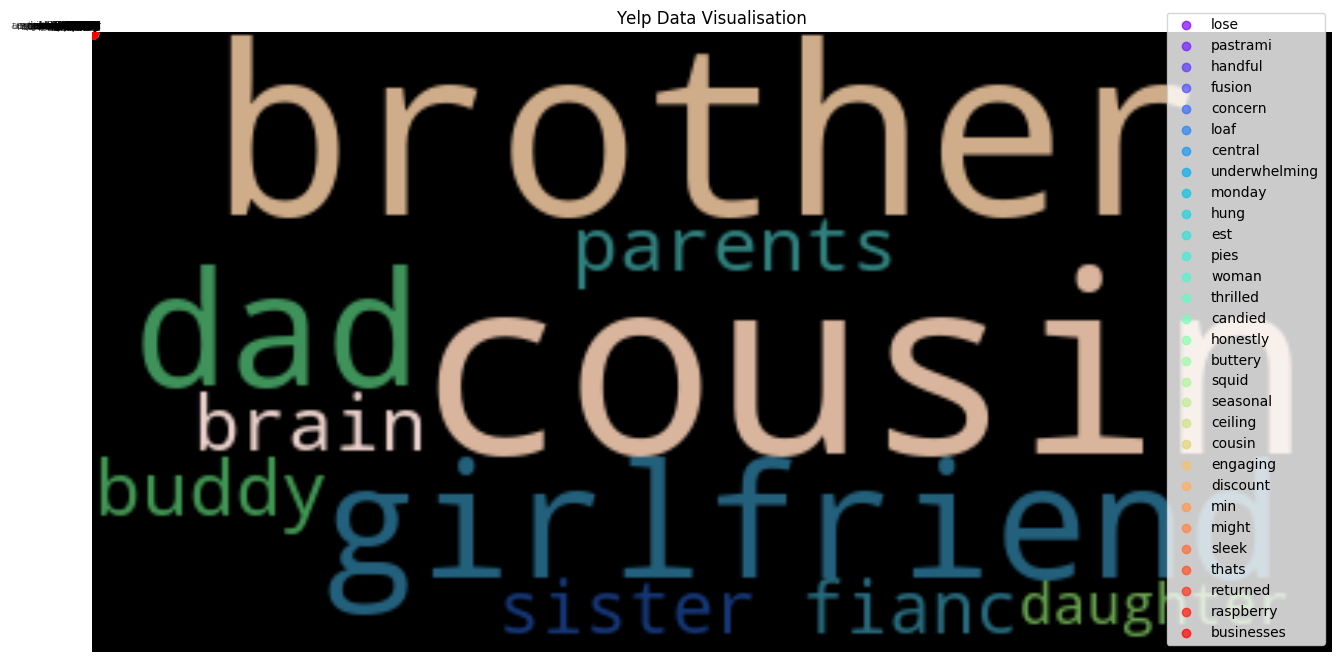 Yelp Data Visualisation
brother
parents
dad
cousin
brain
buddy
girlfriend
sister
fianc
daughter
lose
pastrami
handful
fusion
concern
loaf
central
underwhelming
monday
hung
est
pies
woman
thrilled
candied
honestly
buttery
squid
seasonal
ceiling
cousin
engaging
discount
min
might
sleek
thats
returned
raspberry
businesses